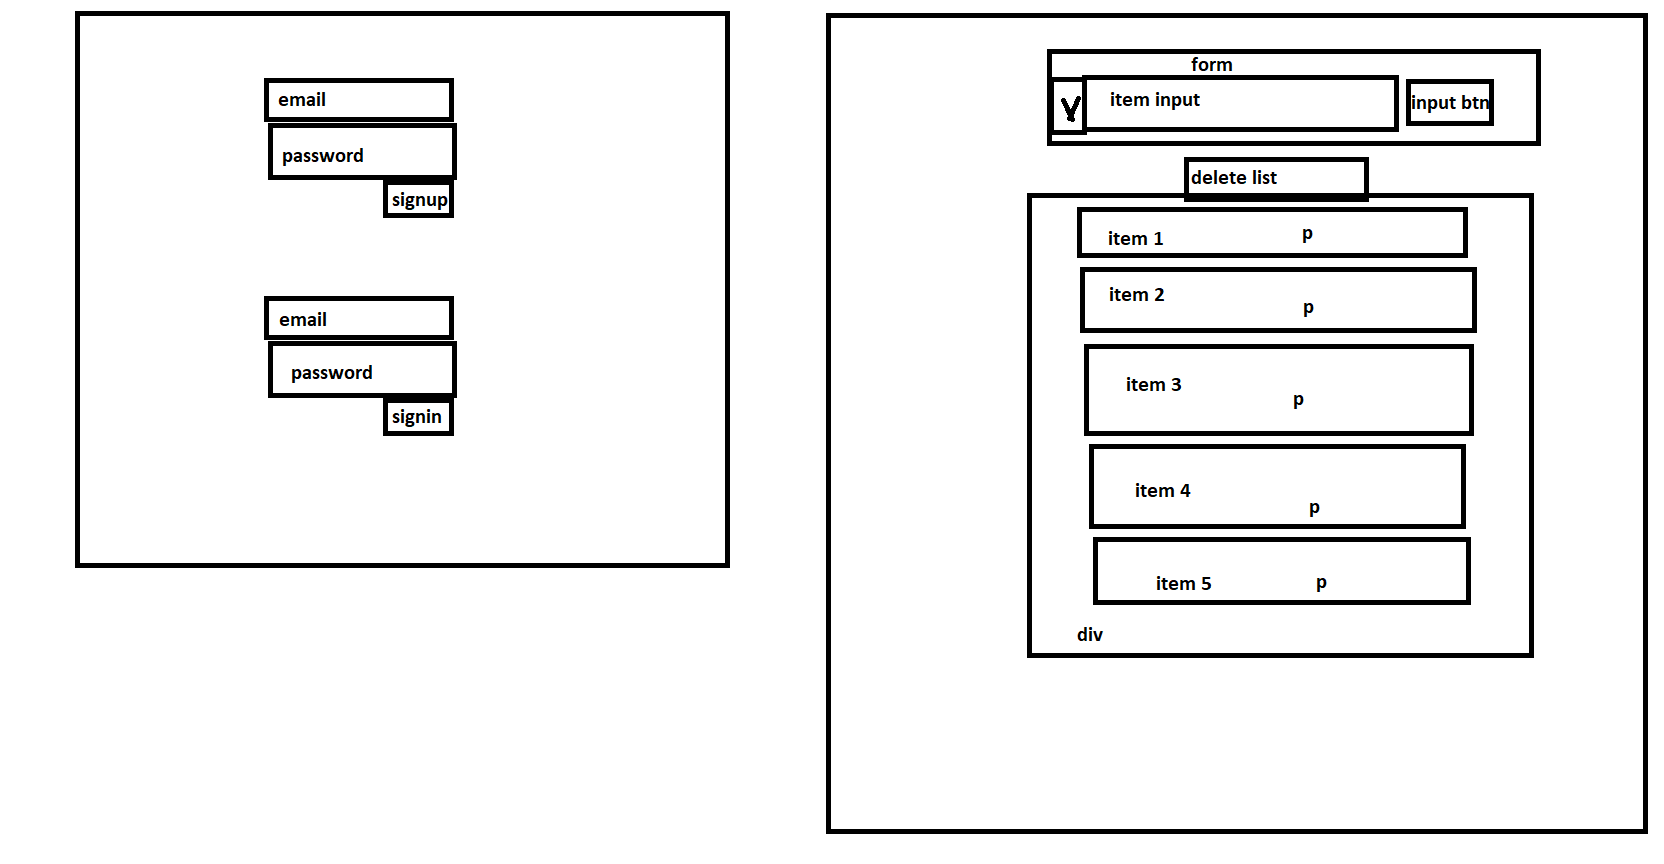 email
password
signup
email
password
signin
form
V
item input
input btn
delete list
item 1
p
item 2
p
item 3
p
item 4
p
item 5
p
div